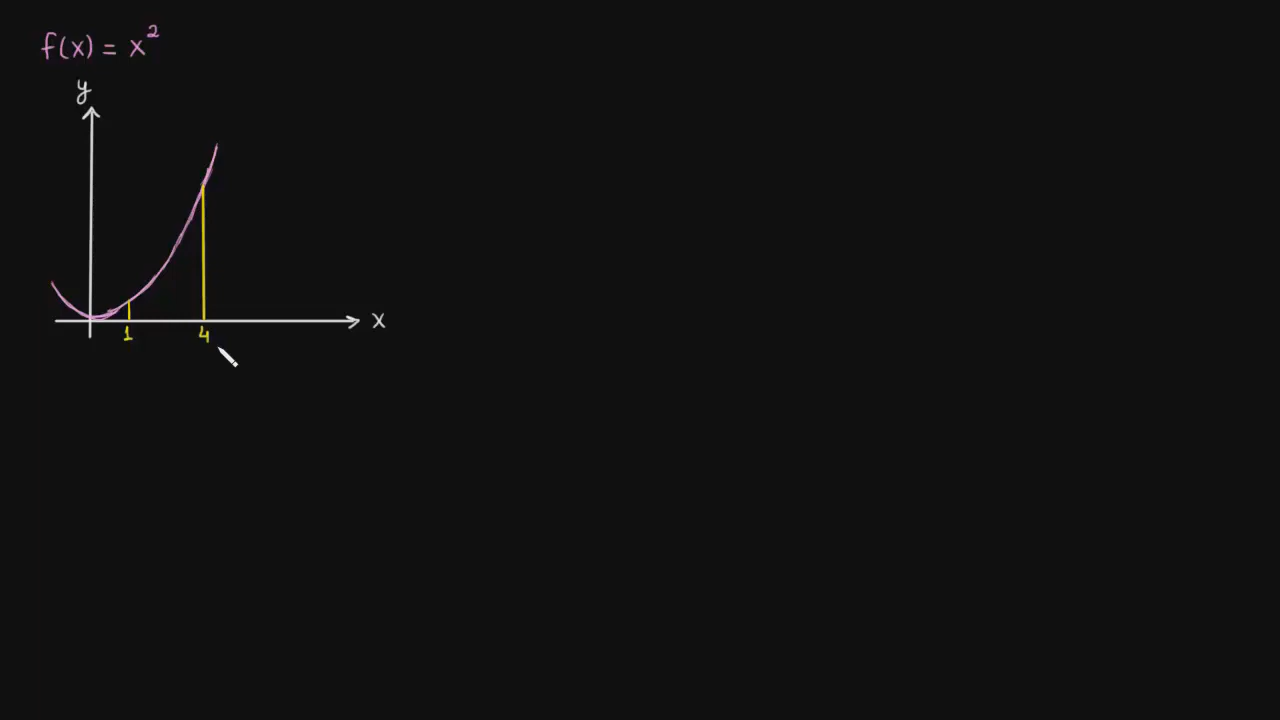 f(x) = x²
y
x
1 4